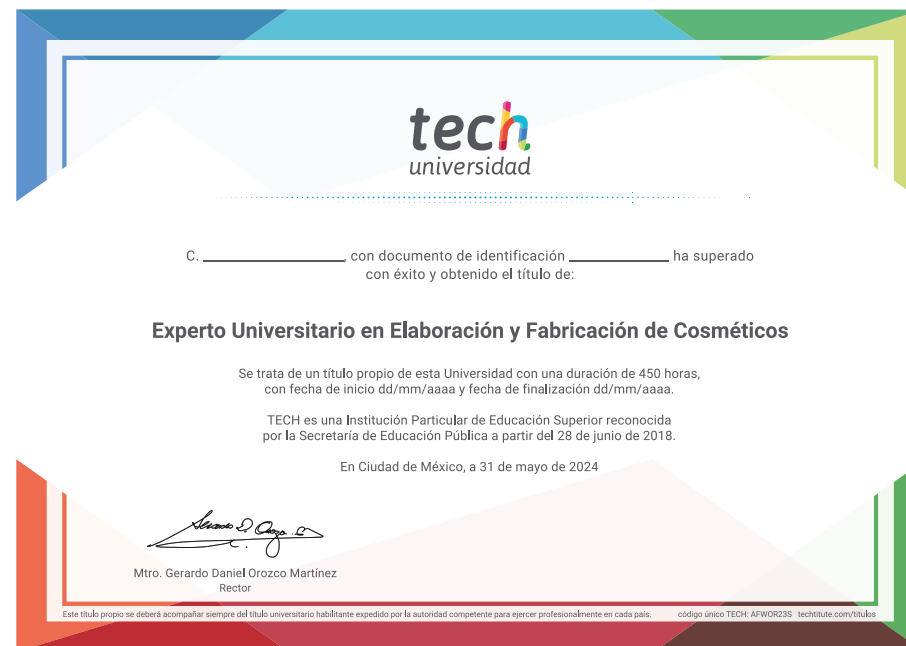 tech
universidad
C. ____________, con documento de identificación ____________ ha superado
con éxito y obtenido el título de:
Experto Universitario en Elaboración y Fabricación de Cosméticos
Se trata de un título propio de esta Universidad con una duración de 450 horas,
con fecha de inicio dd/mm/aaaa y fecha de finalización dd/mm/aaaa.
TECH es una Institución Particular de Educación Superior reconocida
por la Secretaría de Educación Pública a partir del 28 de junio de 2018.
En Ciudad de México, a 31 de mayo de 2024
Mtro. Gerardo Daniel Orozco Martínez
Rector
Este título propio se deberá acompañar siempre del título universitario habilitante expedido por la autoridad competente para ejercer profesionalmente en cada país. código único TECH: AFWOR23S techtitute.com/titulos